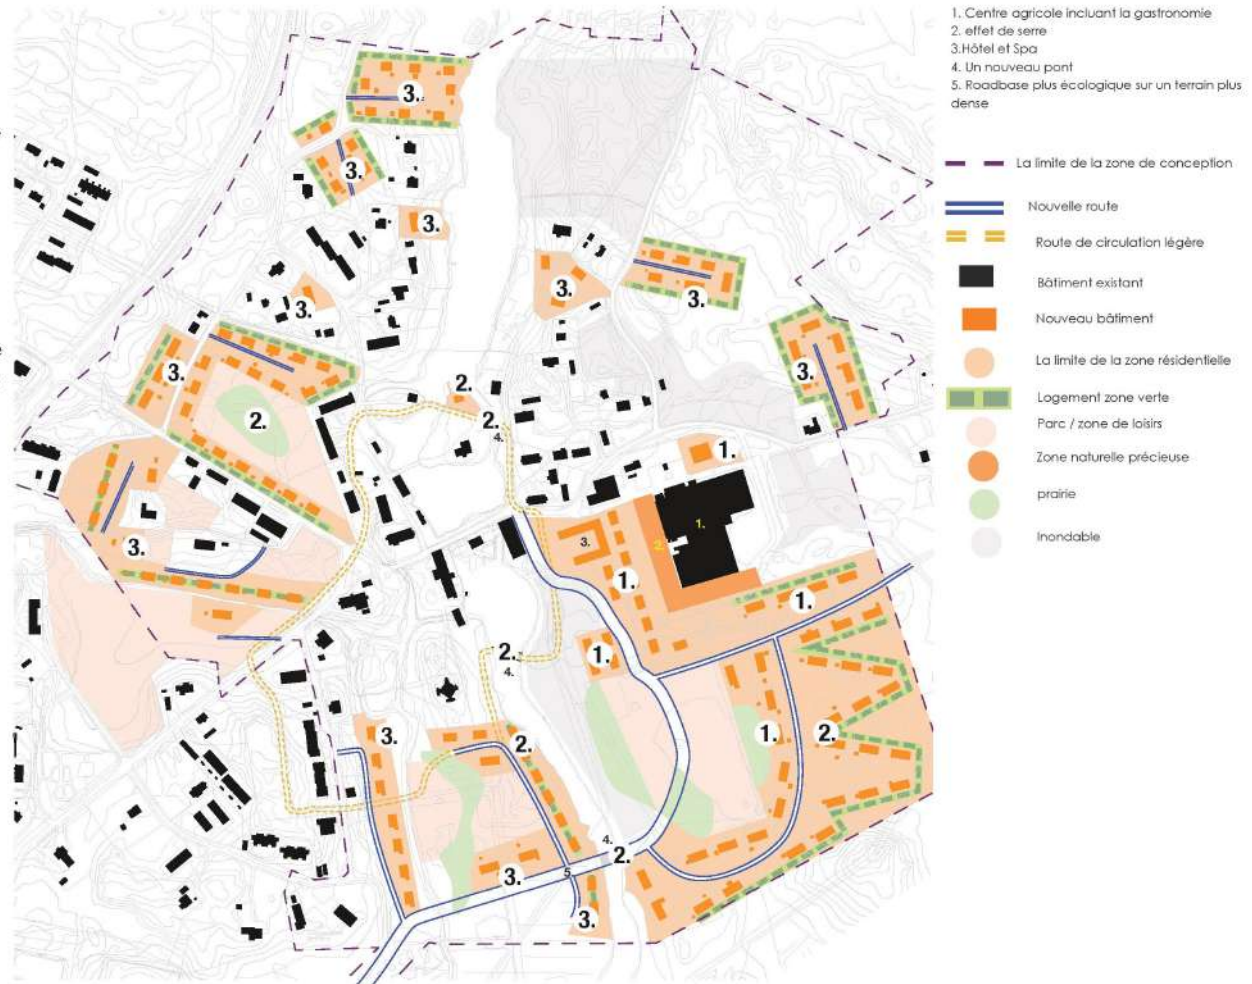 1. Centre agricole incluant la gastronomie
2. effet de serre
3.Hôtel et Spa
4. Un nouveau pont
5. Roadbase plus écologique sur un terrain plus
dense
La limite de la zone de conception
Nouvelle route
Route de circulation légère
Bâtiment existant
Nouveau bâtiment
La limite de la zone résidentielle
Logement zone verte
Parc / zone de loisirs
Zone naturelle précieuse
prairie
Inondable
3.
3.
3.
3.
3.
3.
3.
3.
2.
2.
2.
4.
1.
1.
2.
3.
3.
1.
1.
1.
2.
4.
3.
2.
1.
2.
4.
2.
3.
5
3.